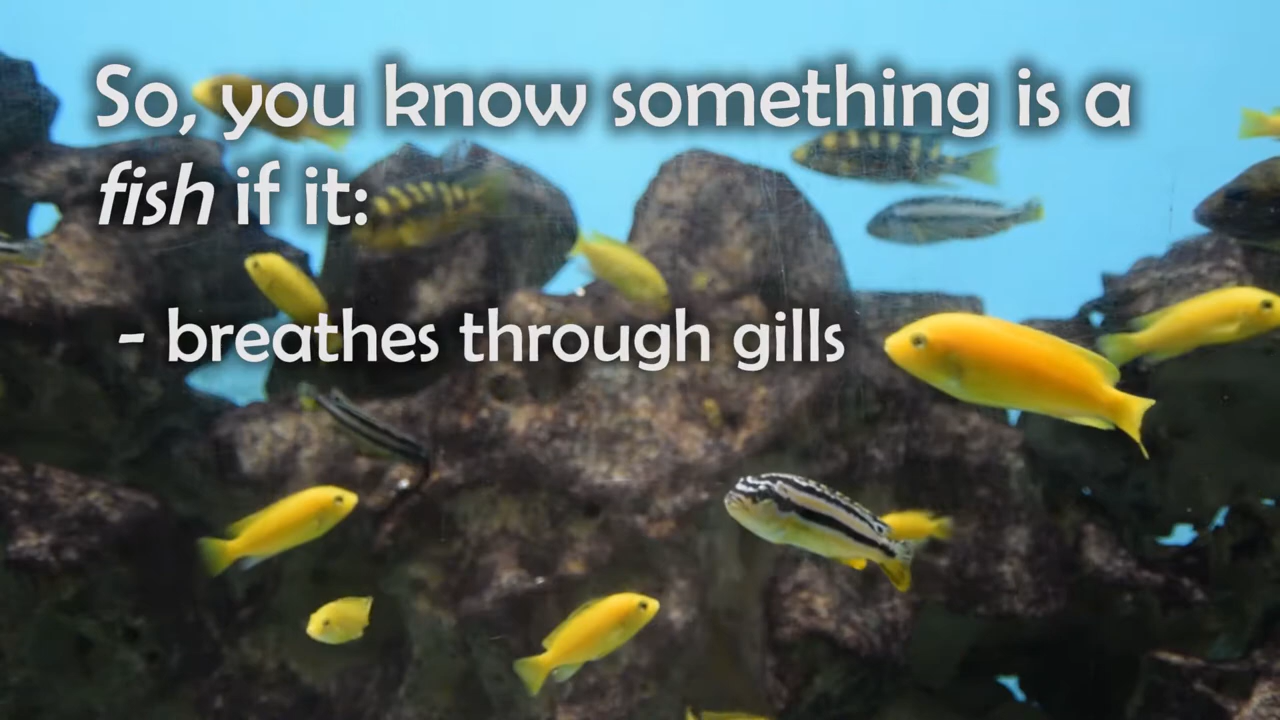 So, you know something is a
fish if it:
- breathes through gills